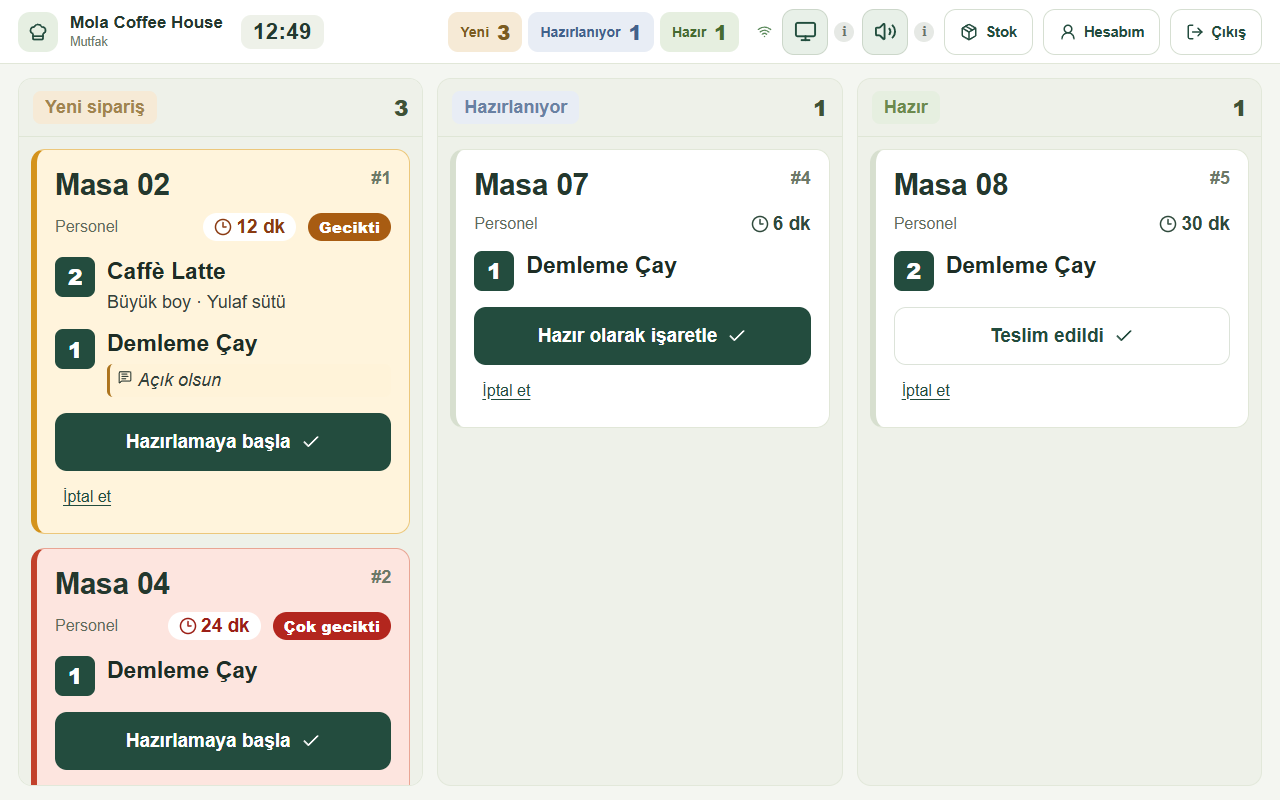 Mola Coffee House
Mutfak
12:49
Yeni 3
Hazırlanıyor 1
Hazır 1
i
i
Stok
Hesabım
Çıkış
Yeni sipariş 3
Masa 02 #1
Personel 12 dk Gecikti
2 Caffè Latte
Büyük boy · Yulaf sütü
1 Demleme Çay
Açık olsun
Hazırlamaya başla
İptal et
Masa 04 #2
Personel 24 dk Çok gecikti
1 Demleme Çay
Hazırlamaya başla
Hazırlanıyor 1
Masa 07 #4
Personel 6 dk
1 Demleme Çay
Hazır olarak işaretle
İptal et
Hazır 1
Masa 08 #5
Personel 30 dk
2 Demleme Çay
Teslim edildi
İptal et